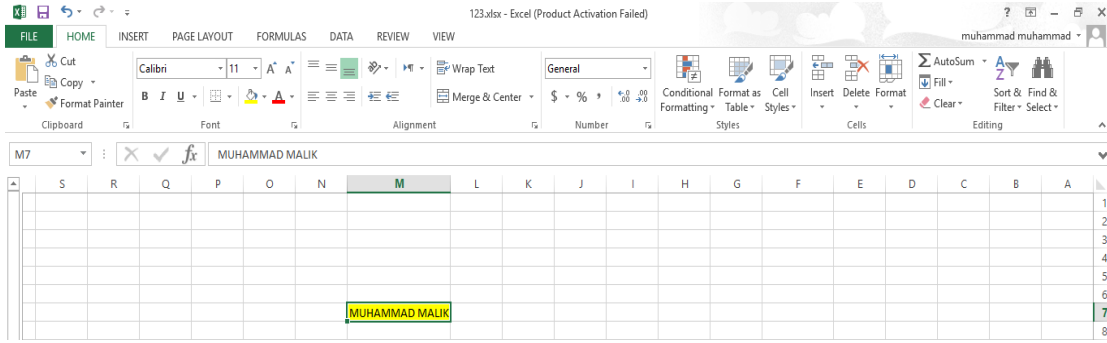 123.xlsx - Excel (Product Activation Failed)
FILE HOME INSERT PAGE LAYOUT FORMULAS DATA REVIEW VIEW muhammad muhammad
Cut
Copy
Format Painter
Paste
Clipboard
Calibri 11
B I U
Font
Wrap Text
Merge & Center
Alignment
General
$ % ,
Number
Conditional Formatting
Format as Table
Cell Styles
Styles
Insert Delete Format
Cells
AutoSum
Fill
Clear
Sort & Filter
Find & Select
Editing
M7 fx MUHAMMAD MALIK
S R Q P O N M L K J I H G F E D C B A
1
2
3
4
5
6
MUHAMMAD MALIK 7
8